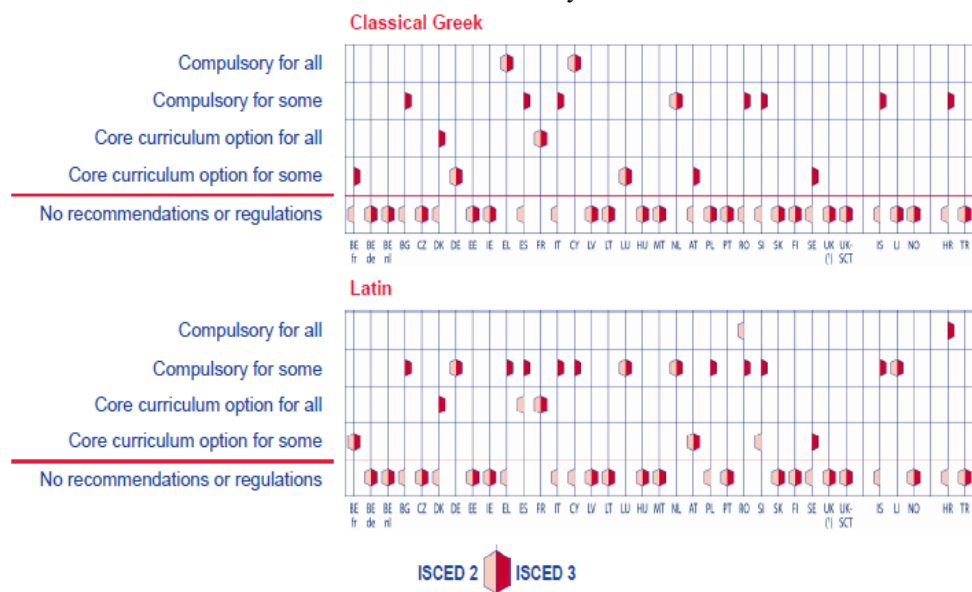 Classical Greek
Compulsory for all
Compulsory for some
Core curriculum option for all
Core curriculum option for some
No recommendations or regulations
BE BE BE BG CZ DK DE EE IE EL ES FR IT CY LV LT LU HU MT NL AT PL PT RO SI SK FI SE UK UK- IS LI NO HR TR
fr de nl (¹) SCT
Latin
Compulsory for all
Compulsory for some
Core curriculum option for all
Core curriculum option for some
No recommendations or regulations
BE BE BE BG CZ DK DE EE IE EL ES FR IT CY LV LT LU HU MT NL AT PL PT RO SI SK FI SE UK UK- IS LI NO HR TR
fr de nl (¹) SCT
ISCED 2 ISCED 3